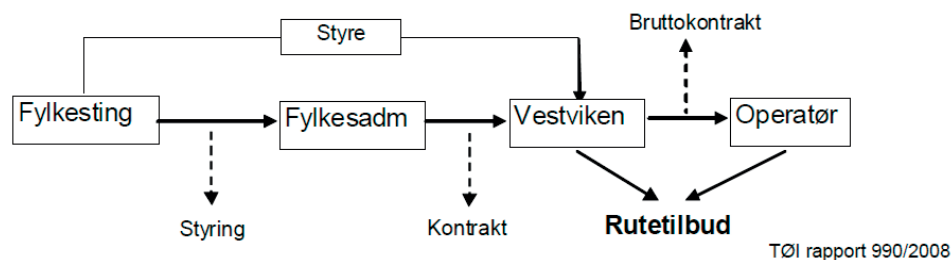 Bruttokontrakt
Styre
Fylkesting
Fylkesadm
Vestviken
Operatør
Styring
Kontrakt
Rutetilbud
TØI rapport 990/2008